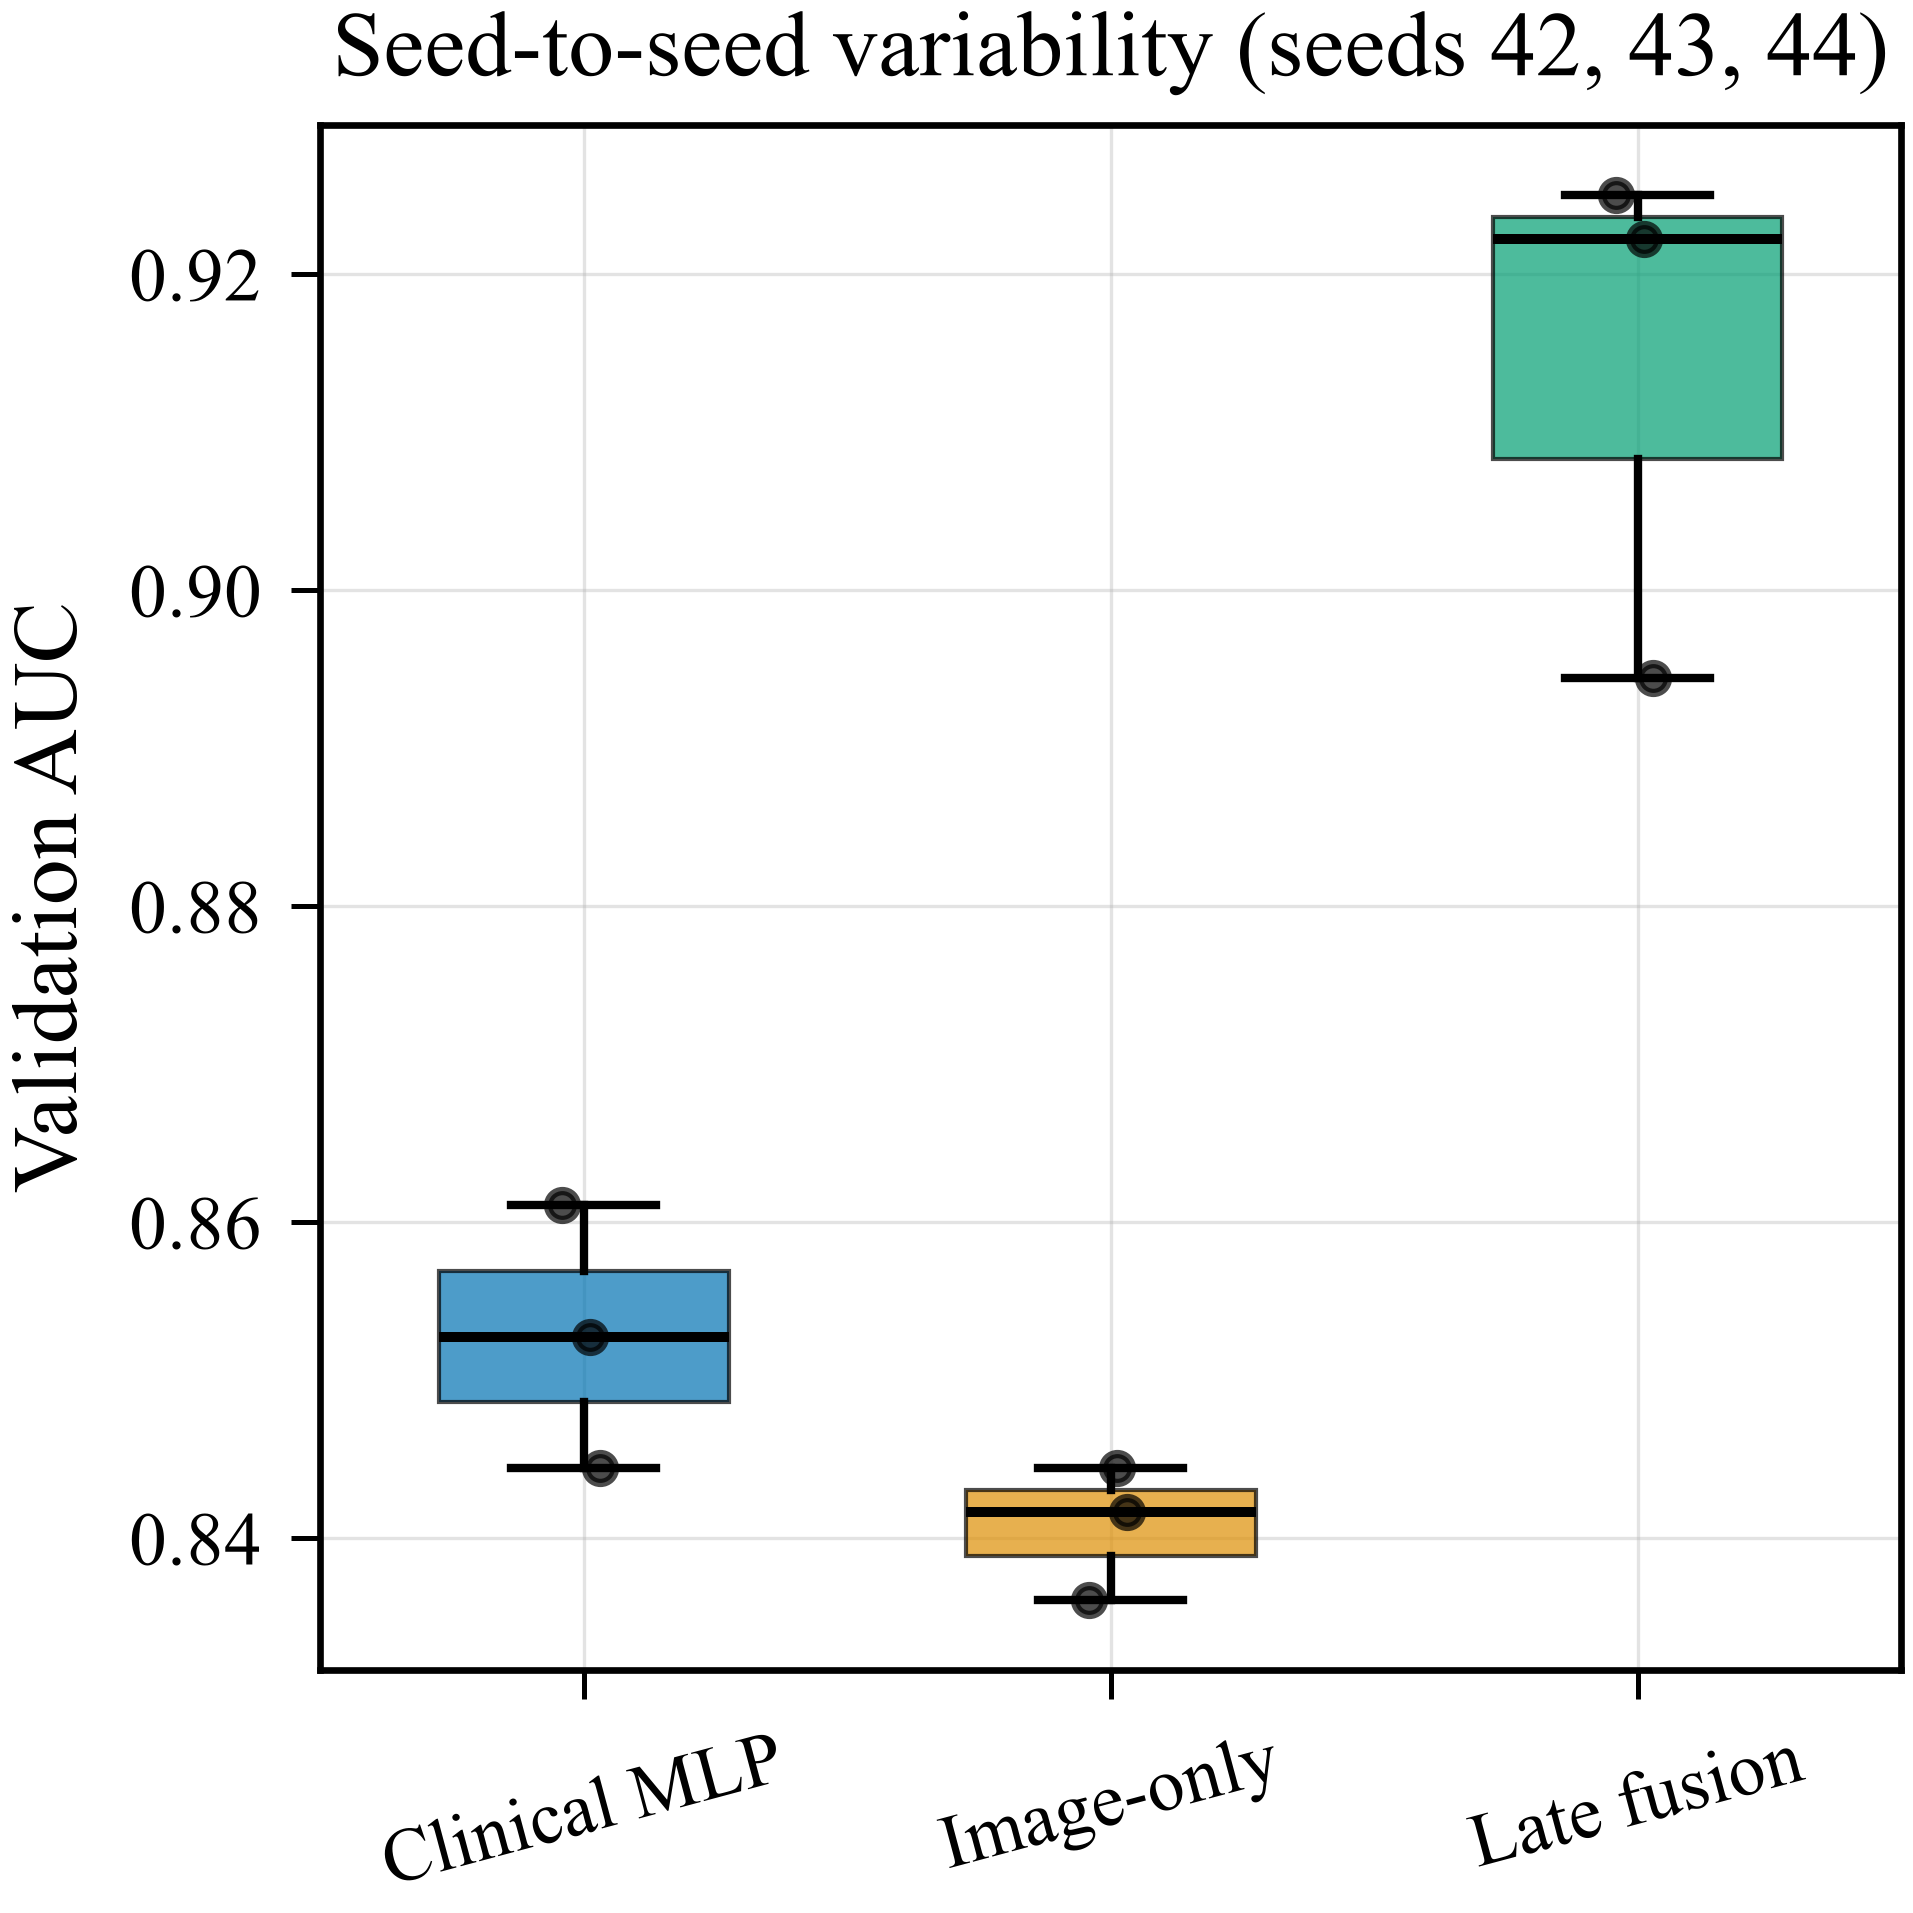 Seed-to-seed variability (seeds 42, 43, 44)
Validation AUC
0.92
0.90
0.88
0.86
0.84
Clinical MLP
Image-only
Late fusion